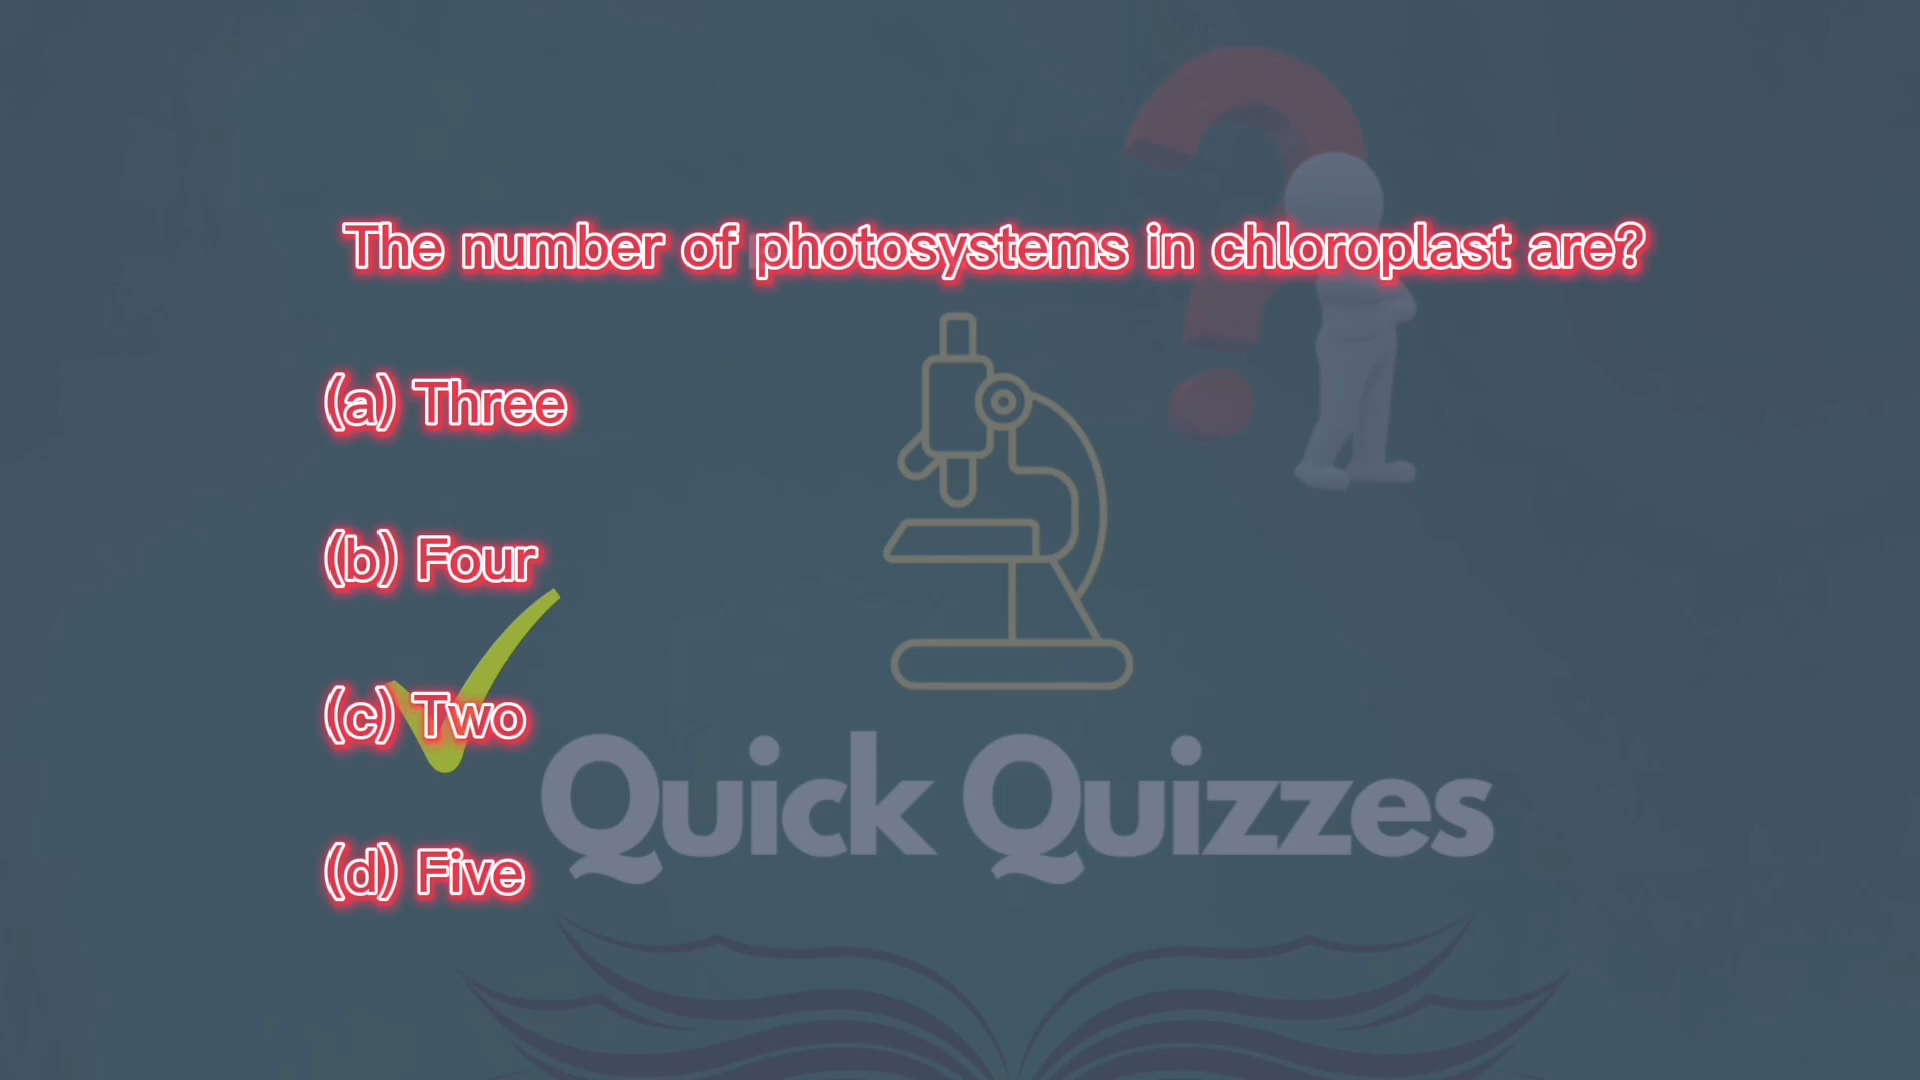 The number of photosystems in chloroplast are?
(a) Three
(b) Four
(c) Two
(d) Five
Quick Quizzes